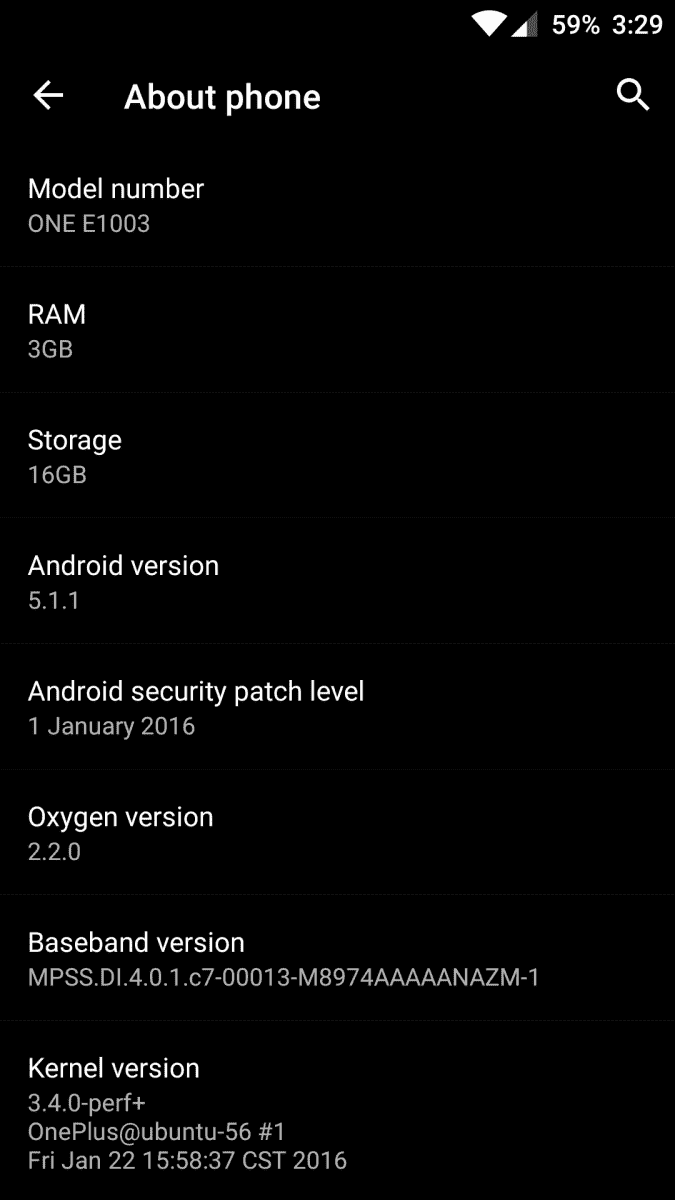 59% 3:29
About phone
Model number
ONE E1003
RAM
3GB
Storage
16GB
Android version
5.1.1
Android security patch level
1 January 2016
Oxygen version
2.2.0
Baseband version
MPSS.DI.4.0.1.c7-00013-M8974AAAAANAZM-1
Kernel version
3.4.0-perf+
OnePlus@ubuntu-56 #1
Fri Jan 22 15:58:37 CST 2016